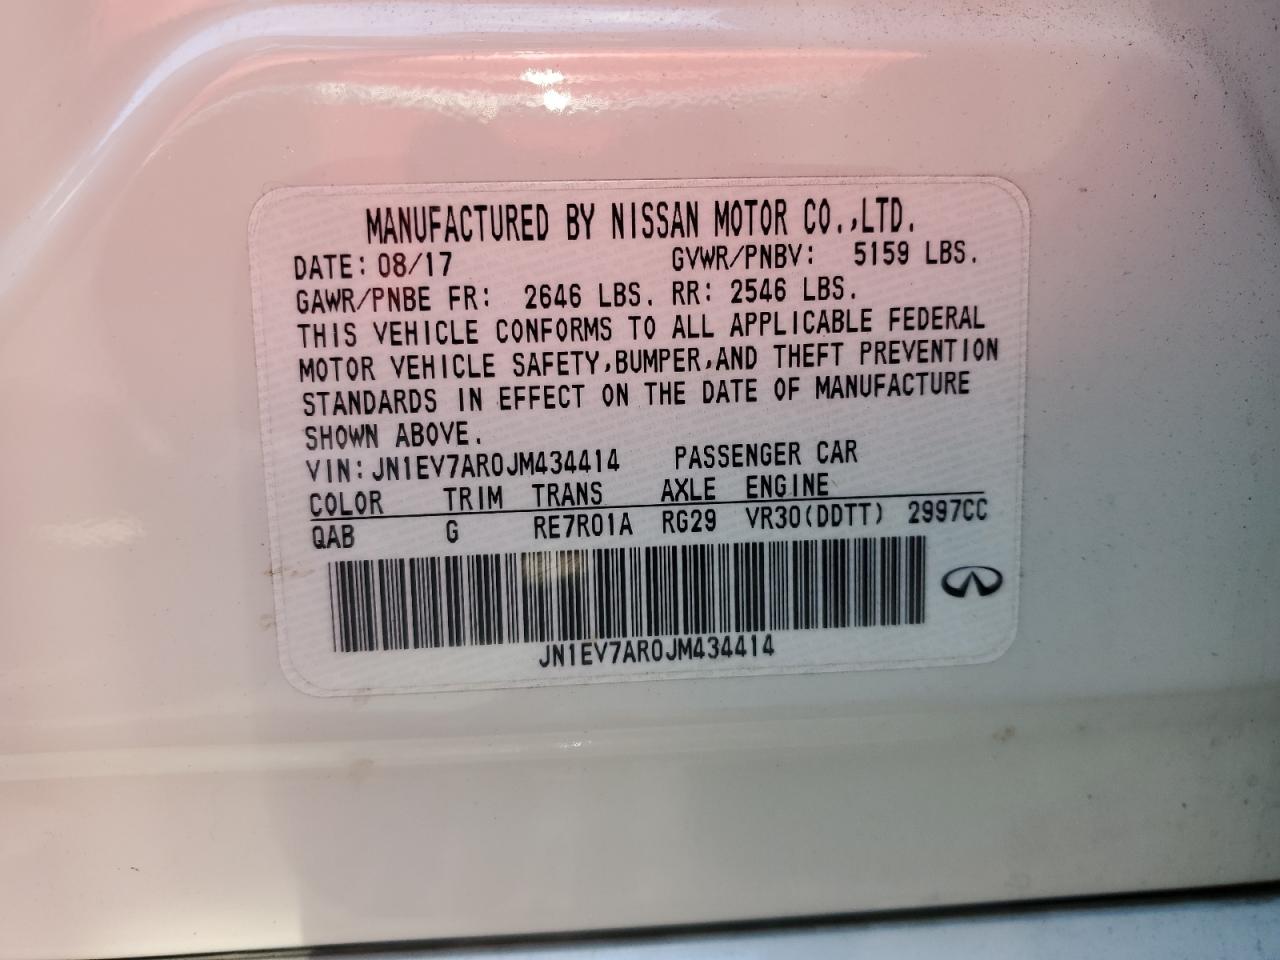 MANUFACTURED BY NISSAN MOTOR CO.,LTD.
DATE: 08/17 GVWR/PNBV: 5159 LBS.
GAWR/PNBE FR: 2646 LBS. RR: 2546 LBS.
THIS VEHICLE CONFORMS TO ALL APPLICABLE FEDERAL
MOTOR VEHICLE SAFETY,BUMPER,AND THEFT PREVENTION
STANDARDS IN EFFECT ON THE DATE OF MANUFACTURE
SHOWN ABOVE.
VIN: JN1EV7AR0JM434414 PASSENGER CAR
COLOR TRIM TRANS AXLE ENGINE
QAB G RE7R01A RG29 VR30(DDTT) 2997CC
JN1EV7AR0JM434414